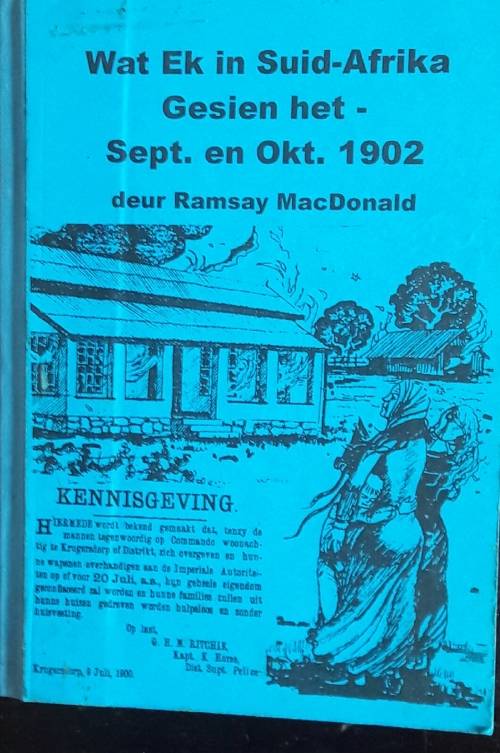 Wat Ek in Suid-Afrika
Gesien het -
Sept. en Okt. 1902
deur Ramsay MacDonald
KENNISGEVING.
HIERMEDE wordt bekend gemaakt dat, tenzy de
mannen tegenwoordig op Commando woonach-
tig te Krugersdorp of Distrikt, zich overgeven en hun-
ne wapenen overhandigen aan de Imperiale Autoritei-
ten op of voor 20 Juli, a.s., hun geheele eigendom
geconfisceerd zal worden en hunne families zullen uit
hunne huizen gedreven worden hulpeloos en zonder
huisvesting.
Op last,
G. H. M. RITCHIE,
Kapt. K. Horse,
Dist. Supt. Police
Krugersdorp, 9 Juli, 1900.